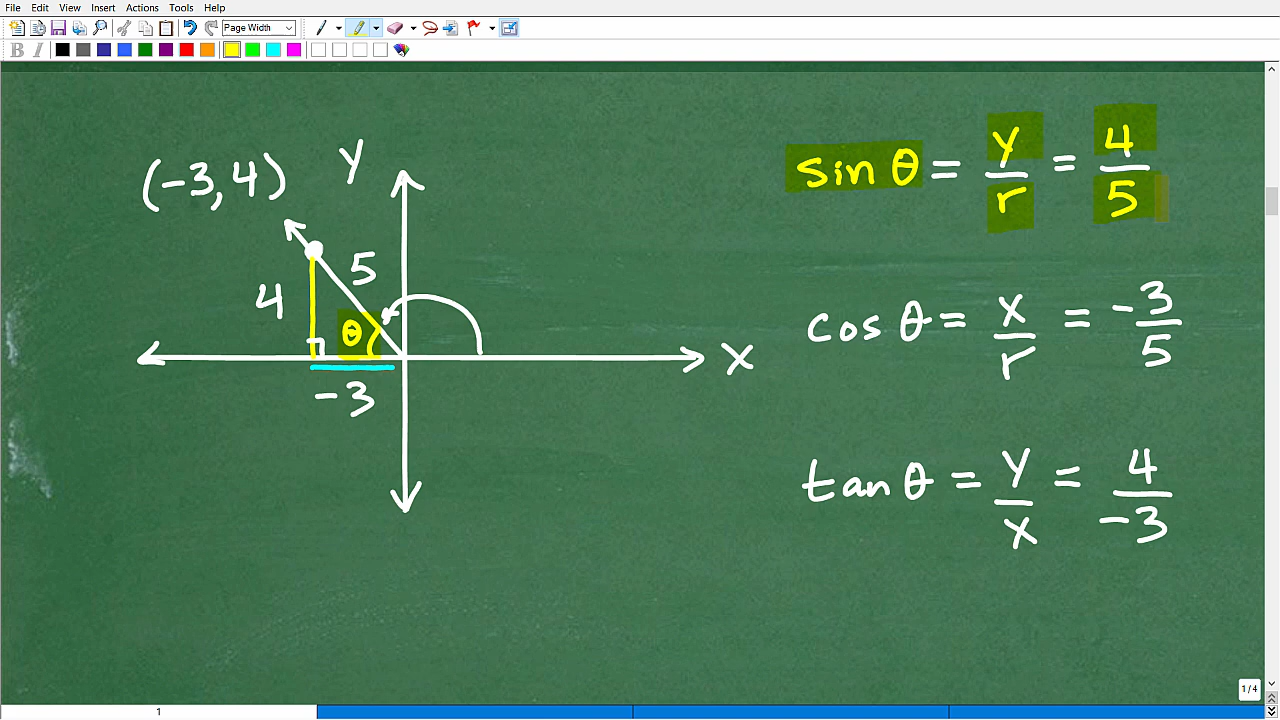 File Edit View Insert Actions Tools Help
Page Width
B I
(-3,4)
y
5
4
θ
x
-3
sin θ = y/r = 4/5
cos θ = x/r = -3/5
tan θ = y/x = 4/-3
1/4
1